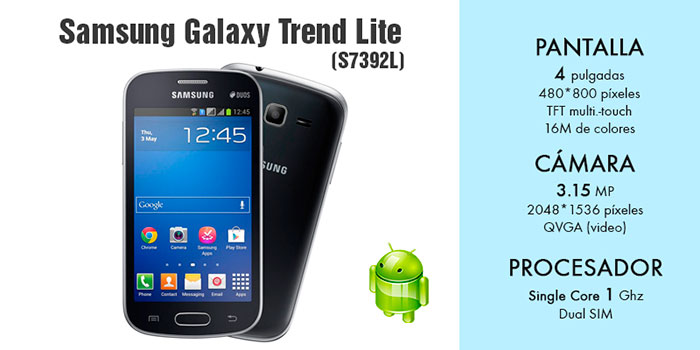 Samsung Galaxy Trend Lite
(S7392L)
SAMSUNG
DUOS
12:45
Thu,
3 May
12:45
Google
Chrome
Camera
Samsung Apps
Play Store
Phone
Contacts
Messaging
Internet
Apps
SAMSUNG
PANTALLA
4 pulgadas
480*800 píxeles
TFT multi.-touch
16M de colores
CÁMARA
3.15 MP
2048*1536 píxeles
QVGA (video)
PROCESADOR
Single Core 1 Ghz
Dual SIM